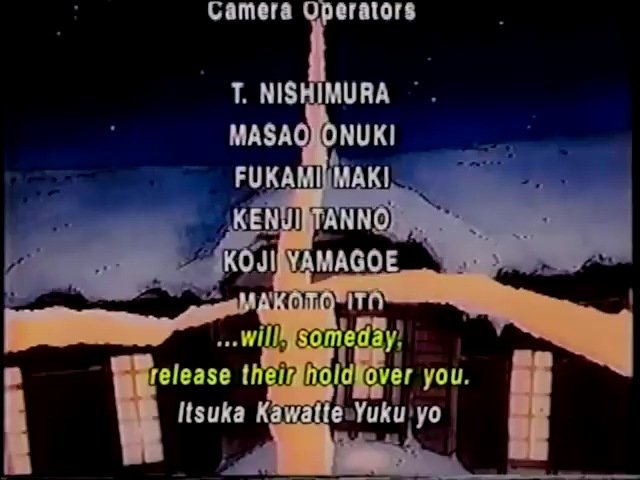 Camera Operators
T. NISHIMURA
MASAO ONUKI
FUKAMI MAKI
KENJI TANNO
KOJI YAMAGOE
MAKOTO ITO
...will, someday,
release their hold over you.
Itsuka Kawatte Yuku yo